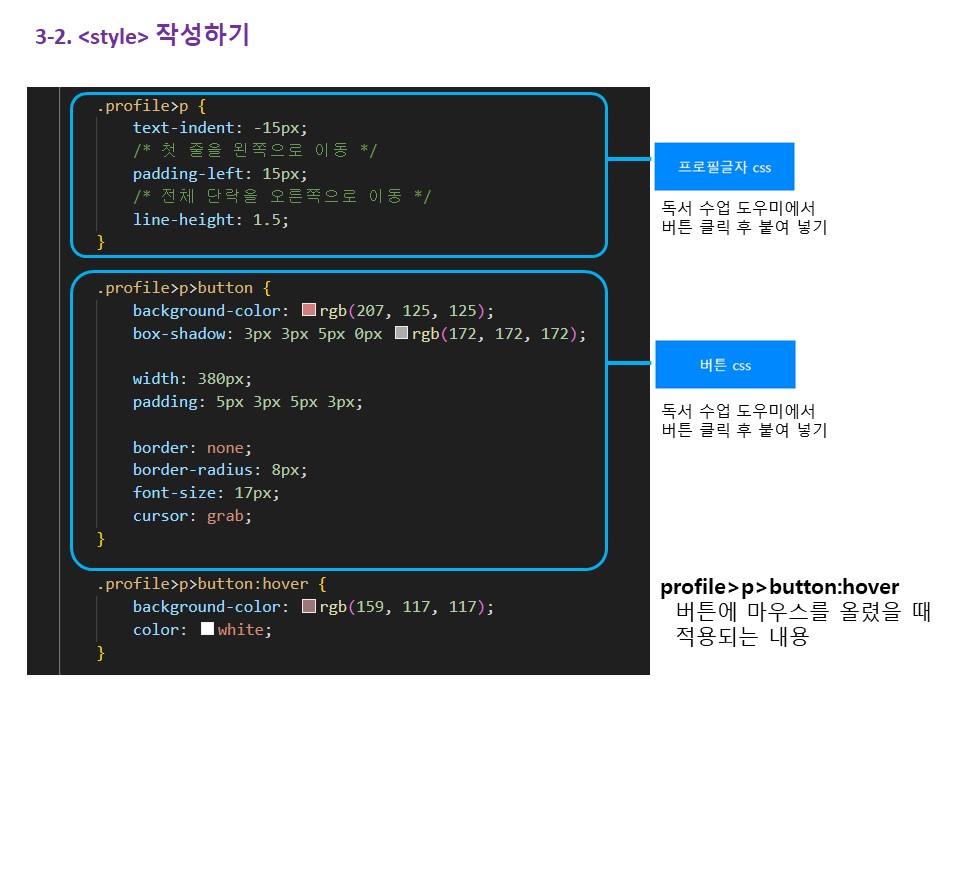 3-2. <style> 작성하기
.profile>p {
text-indent: -15px;
/* 첫 줄을 왼쪽으로 이동 */
padding-left: 15px;
/* 전체 단락을 오른쪽으로 이동 */
line-height: 1.5;
}
프로필글자 css
독서 수업 도우미에서
버튼 클릭 후 붙여 넣기
.profile>p>button {
background-color: rgb(207, 125, 125);
box-shadow: 3px 3px 5px 0px rgb(172, 172, 172);
width: 380px;
padding: 5px 3px 5px 3px;
border: none;
border-radius: 8px;
font-size: 17px;
cursor: grab;
}
버튼 css
독서 수업 도우미에서
버튼 클릭 후 붙여 넣기
.profile>p>button:hover {
background-color: rgb(159, 117, 117);
color: white;
}
profile>p>button:hover
버튼에 마우스를 올렸을 때
적용되는 내용